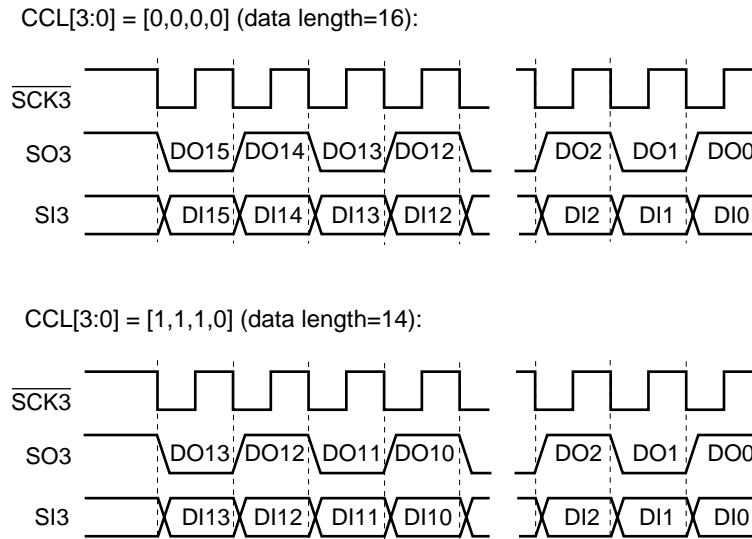 CCL[3:0] = [0,0,0,0] (data length=16):
SCK3
SO3 DO15 DO14 DO13 DO12 DO2 DO1 DO0
SI3 DI15 DI14 DI13 DI12 DI2 DI1 DI0
CCL[3:0] = [1,1,1,0] (data length=14):
SCK3
SO3 DO13 DO12 DO11 DO10 DO2 DO1 DO0
SI3 DI13 DI12 DI11 DI10 DI2 DI1 DI0